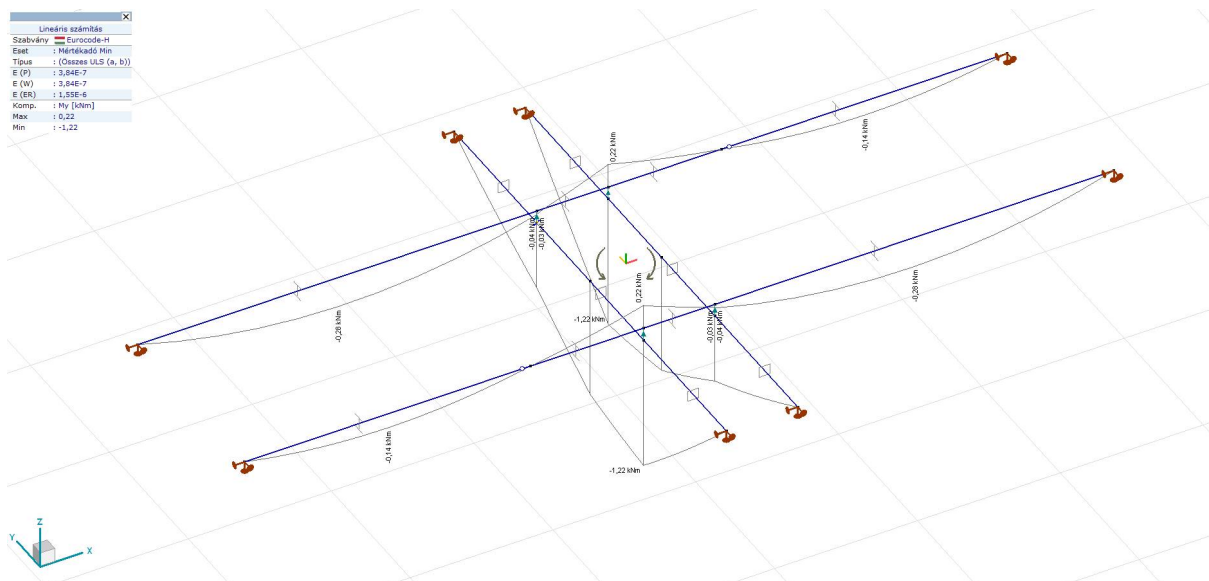 Lineáris számítás
Szabvány Eurocode-H
Eset : Mértékadó Min
Típus : (Összes ULS (a, b))
E (P) : 3,84E-7
E (W) : 3,84E-7
E (ER) : 1,55E-6
Komp. : My [kNm]
Max : 0,22
Min : -1,22
0,22 kNm
-0,14 kNm
-0,04 kNm
-0,03 kNm
0,22 kNm
-0,28 kNm
-1,22 kNm
-0,28 kNm
-0,03 kNm
-0,04 kNm
-0,14 kNm
-1,22 kNm
Z
Y
X